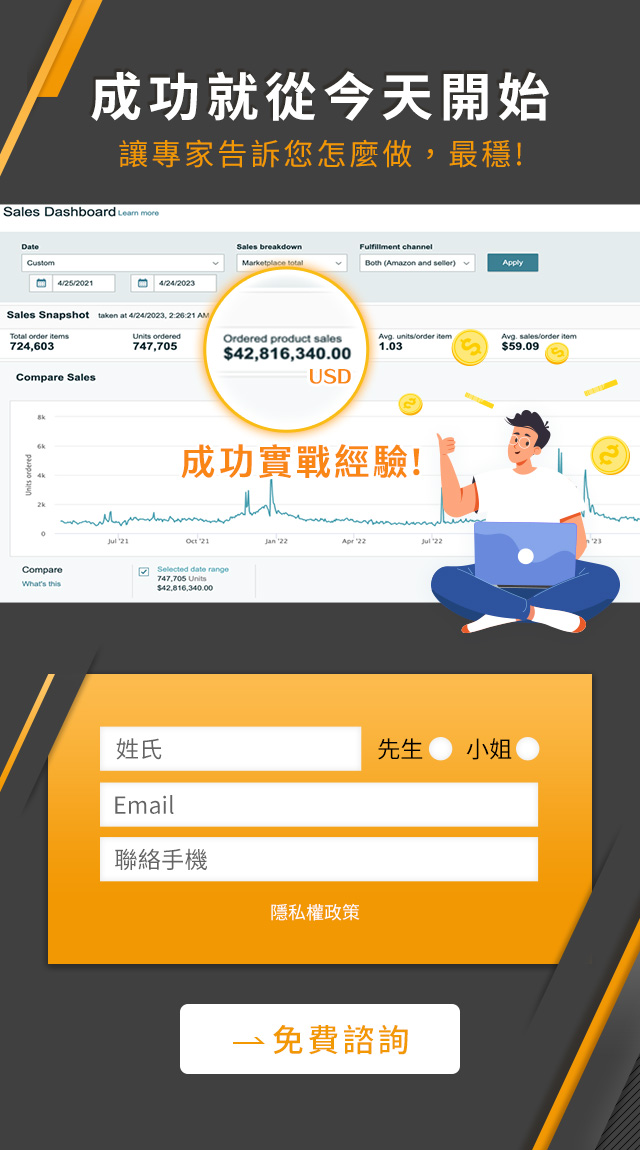 成功就從今天開始
讓專家告訴您怎麼做，最穩!
Sales Dashboard Learn more
Date
Sales breakdown
Fulfillment channel
Custom
Marketplace total
Both (Amazon and seller)
Apply
4/25/2021
4/24/2023
Sales Snapshot taken at 4/24/2023, 2:26:21 AM
Total order items
724,603
Units ordered
747,705
Ordered product sales
$42,816,340.00
USD
Avg. units/order item
1.03
Avg. sales/order item
$59.09
Compare Sales
成功實戰經驗!
Units ordered
8k
6k
4k
2k
0
Jul '21
Oct '21
Jan '22
Apr '22
Jul '22
'23
Compare
What's this
Selected date range
747,705 Units
$42,816,340.00
姓氏
先生
小姐
Email
聯絡手機
隱私權政策
免費諮詢